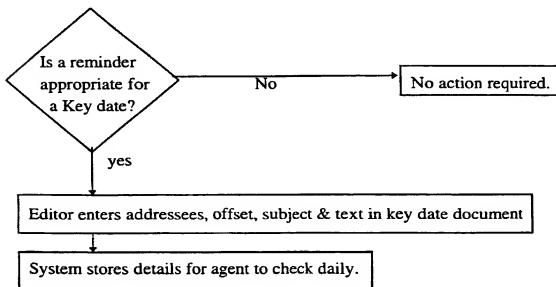 Is a reminder
appropriate for
a Key date?
No
No action required.
yes
Editor enters addressees, offset, subject & text in key date document
System stores details for agent to check daily.